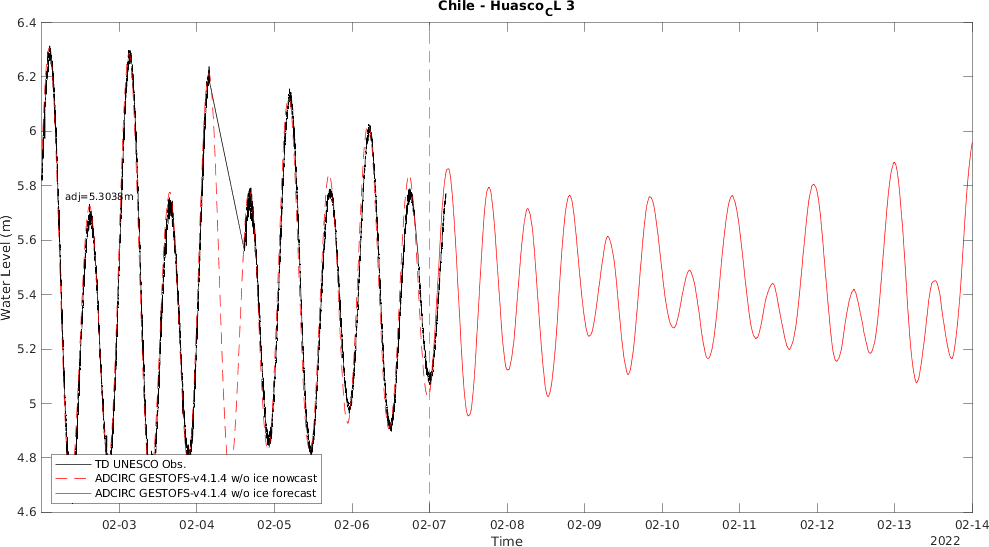 Chile - HuascoCL 3
6.4
6.2
6
5.8
5.6
5.4
5.2
5
4.8
4.6
Water Level (m)
adj=5.3038m
TD UNESCO Obs.
ADCIRC GESTOFS-v4.1.4 w/o ice nowcast
ADCIRC GESTOFS-v4.1.4 w/o ice forecast
02-03 02-04 02-05 02-06 02-07 02-08 02-09 02-10 02-11 02-12 02-13 02-14
Time
2022